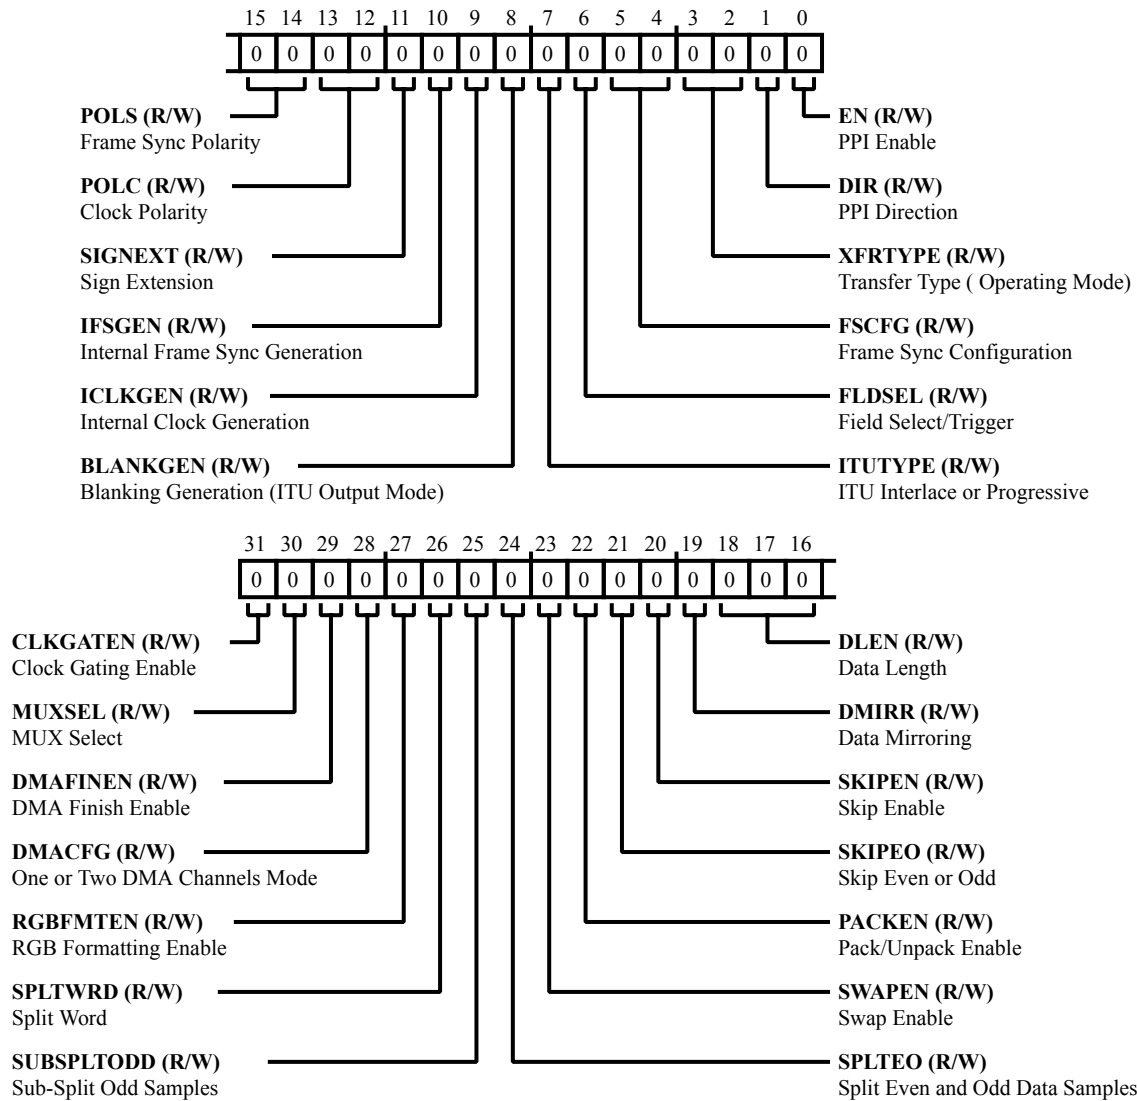 15 14 13 12 11 10 9 8 7 6 5 4 3 2 1 0
0 0 0 0 0 0 0 0 0 0 0 0 0 0 0 0
POLS (R/W)
Frame Sync Polarity
POLC (R/W)
Clock Polarity
SIGNEXT (R/W)
Sign Extension
IFSGEN (R/W)
Internal Frame Sync Generation
ICLKGEN (R/W)
Internal Clock Generation
BLANKGEN (R/W)
Blanking Generation (ITU Output Mode)
EN (R/W)
PPI Enable
DIR (R/W)
PPI Direction
XFRTYPE (R/W)
Transfer Type ( Operating Mode)
FSCFG (R/W)
Frame Sync Configuration
FLDSEL (R/W)
Field Select/Trigger
ITUTYPE (R/W)
ITU Interlace or Progressive
31 30 29 28 27 26 25 24 23 22 21 20 19 18 17 16
0 0 0 0 0 0 0 0 0 0 0 0 0 0 0 0
CLKGATEN (R/W)
Clock Gating Enable
MUXSEL (R/W)
MUX Select
DMAFINEN (R/W)
DMA Finish Enable
DMACFG (R/W)
One or Two DMA Channels Mode
RGBFMTEN (R/W)
RGB Formatting Enable
SPLTWRD (R/W)
Split Word
SUBSPLTODD (R/W)
Sub-Split Odd Samples
DLEN (R/W)
Data Length
DMIRR (R/W)
Data Mirroring
SKIPEN (R/W)
Skip Enable
SKIPEO (R/W)
Skip Even or Odd
PACKEN (R/W)
Pack/Unpack Enable
SWAPEN (R/W)
Swap Enable
SPLTEO (R/W)
Split Even and Odd Data Samples